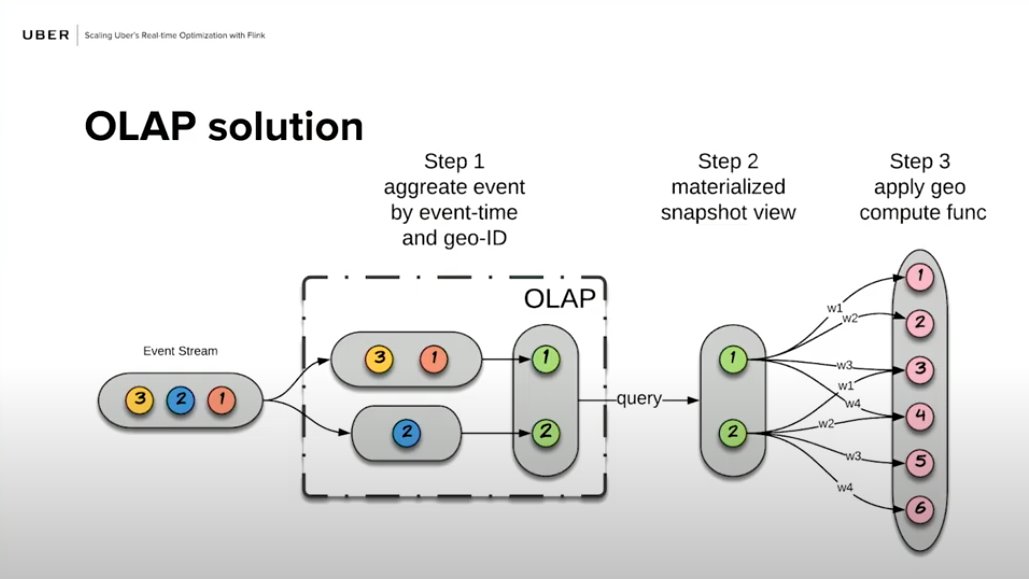 UBER
Scaling Uber's Real-time Optimization with Flink
OLAP solution
Step 1
aggreate event
by event-time
and geo-ID
Step 2
materialized
snapshot view
Step 3
apply geo
compute func
Event Stream
3 2 1
OLAP
3 1
2
1
2
query
1
2
w1
w2
w3
w1
w4
w2
w3
w4
1
2
3
4
5
6